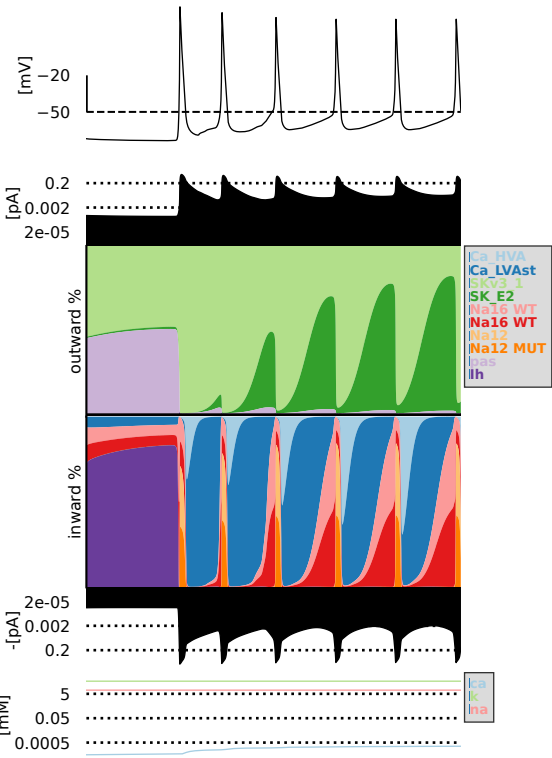 [mV]
−20
−50
[pA]
0.2
0.002
2e-05
outward %
Ca_HVA
Ca_LVAst
SKv3_1
SK_E2
Na16 WT
Na16 WT
Na12
Na12 MUT
pas
Ih
inward %
-[pA]
2e-05
0.002
0.2
[mM]
5
0.05
0.0005
ca
k
na